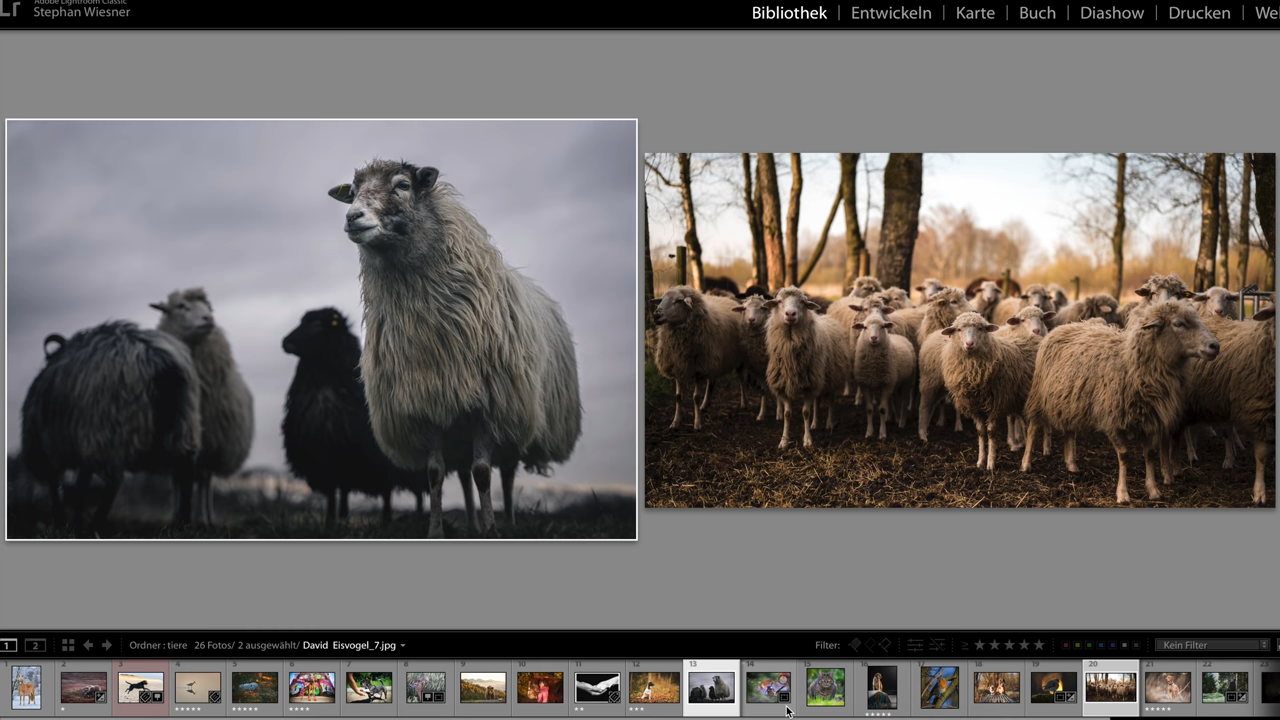 Lr
Adobe Lightroom Classic
Stephan Wiesner
Bibliothek | Entwickeln | Karte | Buch | Diashow | Drucken | We
1 2 Ordner : tiere 26 Fotos/ 2 ausgewählt/ David_Eisvogel_7.jpg Filter: ≥ ★★★★★ Kein Filter
1 2 3 4 5 6 7 8 9 10 11 12 13 14 15 16 17 18 19 20 21 22 23